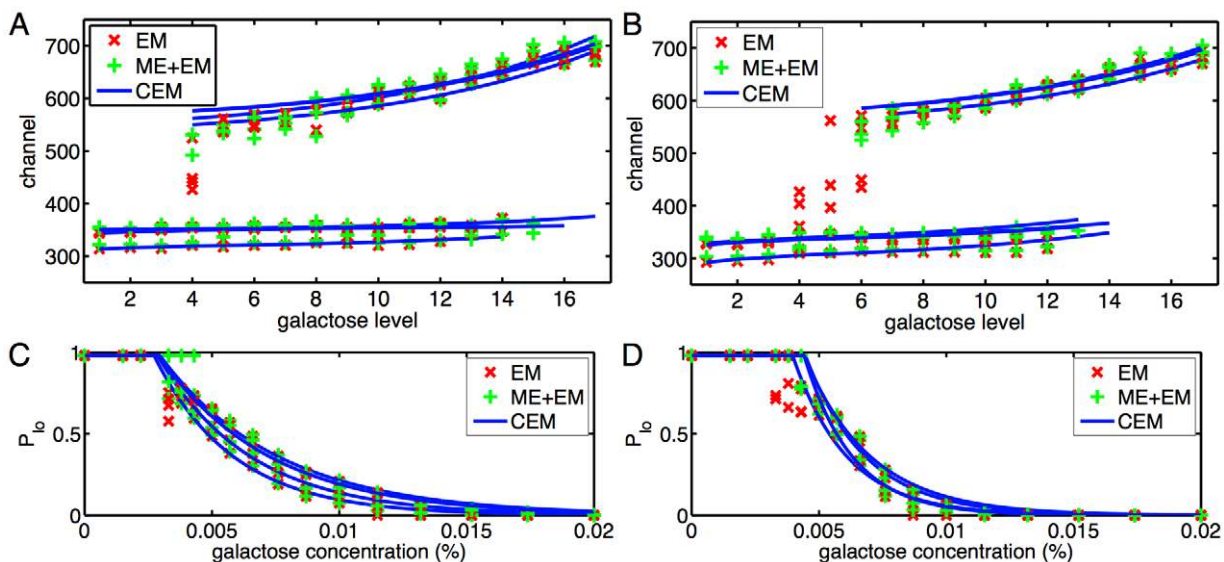 A
EM
ME+EM
CEM
channel
700
600
500
400
300
2 4 6 8 10 12 14 16
galactose level
B
EM
ME+EM
CEM
channel
700
600
500
400
300
2 4 6 8 10 12 14 16
galactose level
C
EM
ME+EM
CEM
Plo
1
0.5
0
0 0.005 0.01 0.015 0.02
galactose concentration (%)
D
EM
ME+EM
CEM
Plo
1
0.5
0
0 0.005 0.01 0.015 0.02
galactose concentration (%)